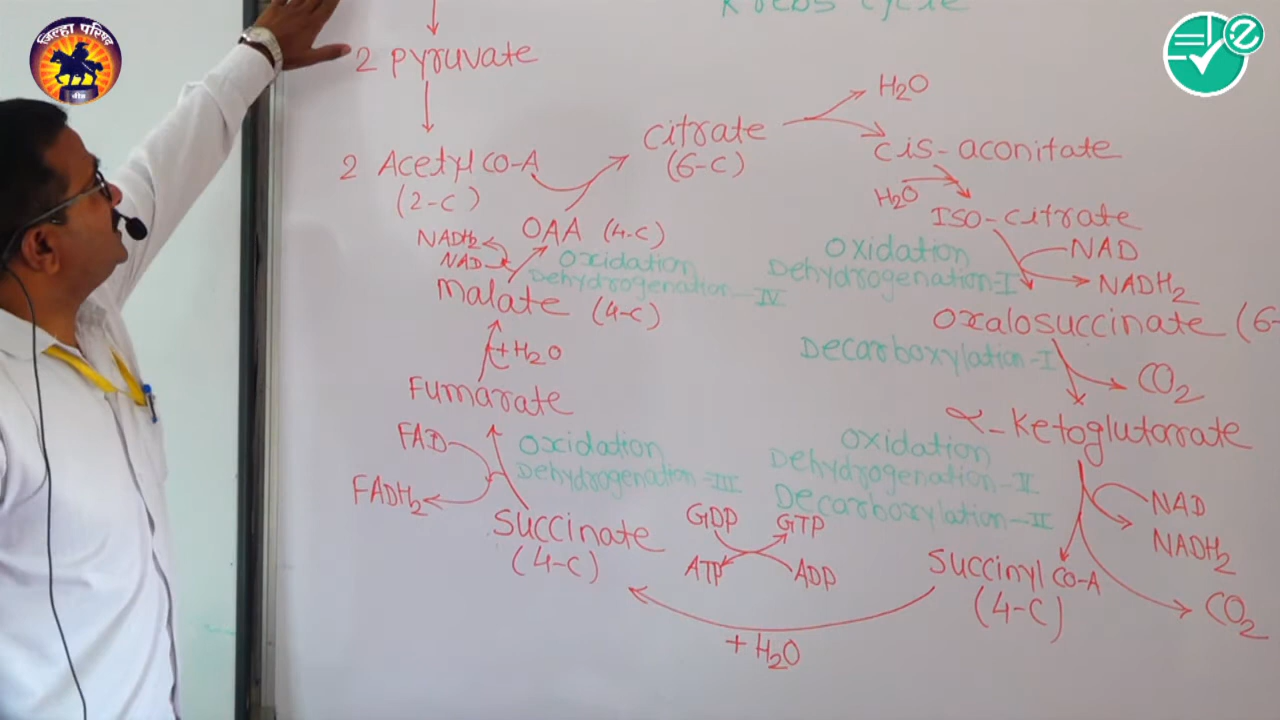 जिल्हा परिषद
बीड
Krebs cycle
2 Pyruvate
2 Acetyl co-A
(2-C)
citrate
(6-C)
H₂O
cis-aconitate
H₂O
ISO-citrate
NAD
NADH₂
Oxidation
Dehydrogenation-I
Oxalosuccinate (6-
Decarboxylation-I
CO₂
α-Ketoglutarrate
Oxidation
Dehydrogenation-II
Decarboxylation-II
NAD
NADH₂
CO₂
Succinyl co-A
(4-C)
+ H₂O
GDP
GTP
ATP
ADP
Succinate
(4-C)
FAD
FADH₂
Oxidation
Dehydrogenation-III
Fumarate
+H₂O
Malate (4-C)
NADH₂
NAD
Oxidation
Dehydrogenation-IV
OAA (4-C)